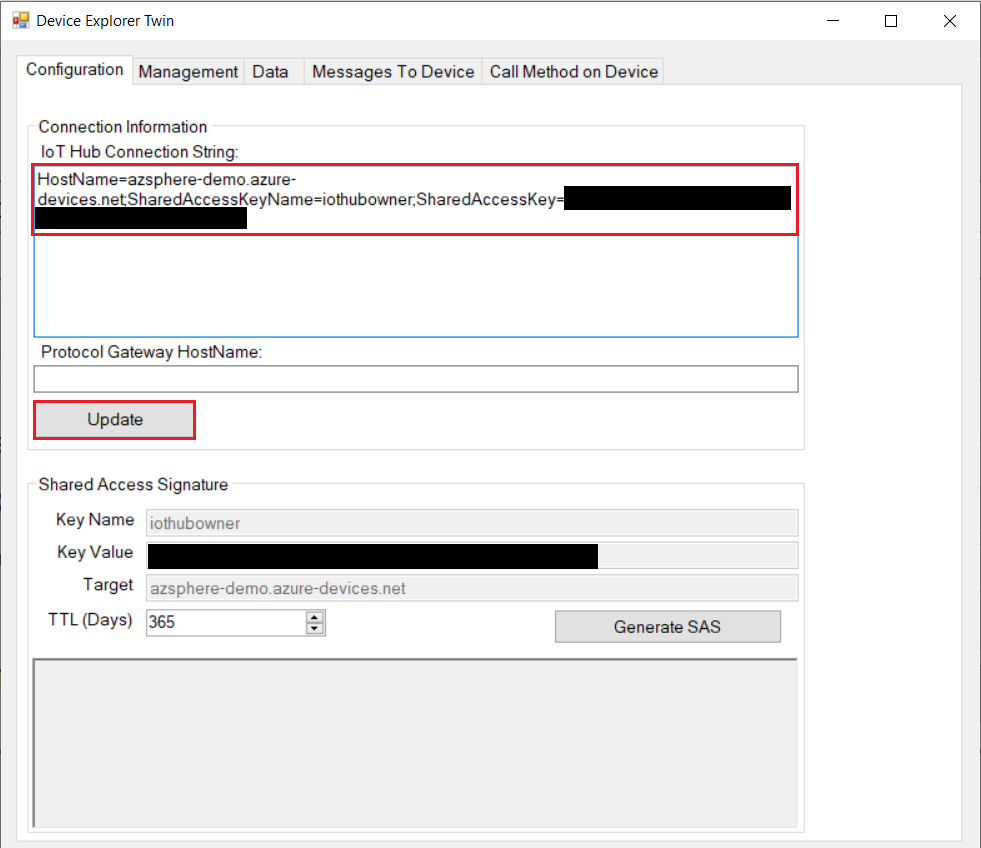 Device Explorer Twin
Configuration Management Data Messages To Device Call Method on Device
Connection Information
IoT Hub Connection String:
HostName=azsphere-demo.azure-
devices.net;SharedAccessKeyName=iothubowner;SharedAccessKey=
Protocol Gateway HostName:
Update
Shared Access Signature
Key Name iothubowner
Key Value
Target azsphere-demo.azure-devices.net
TTL (Days) 365 Generate SAS